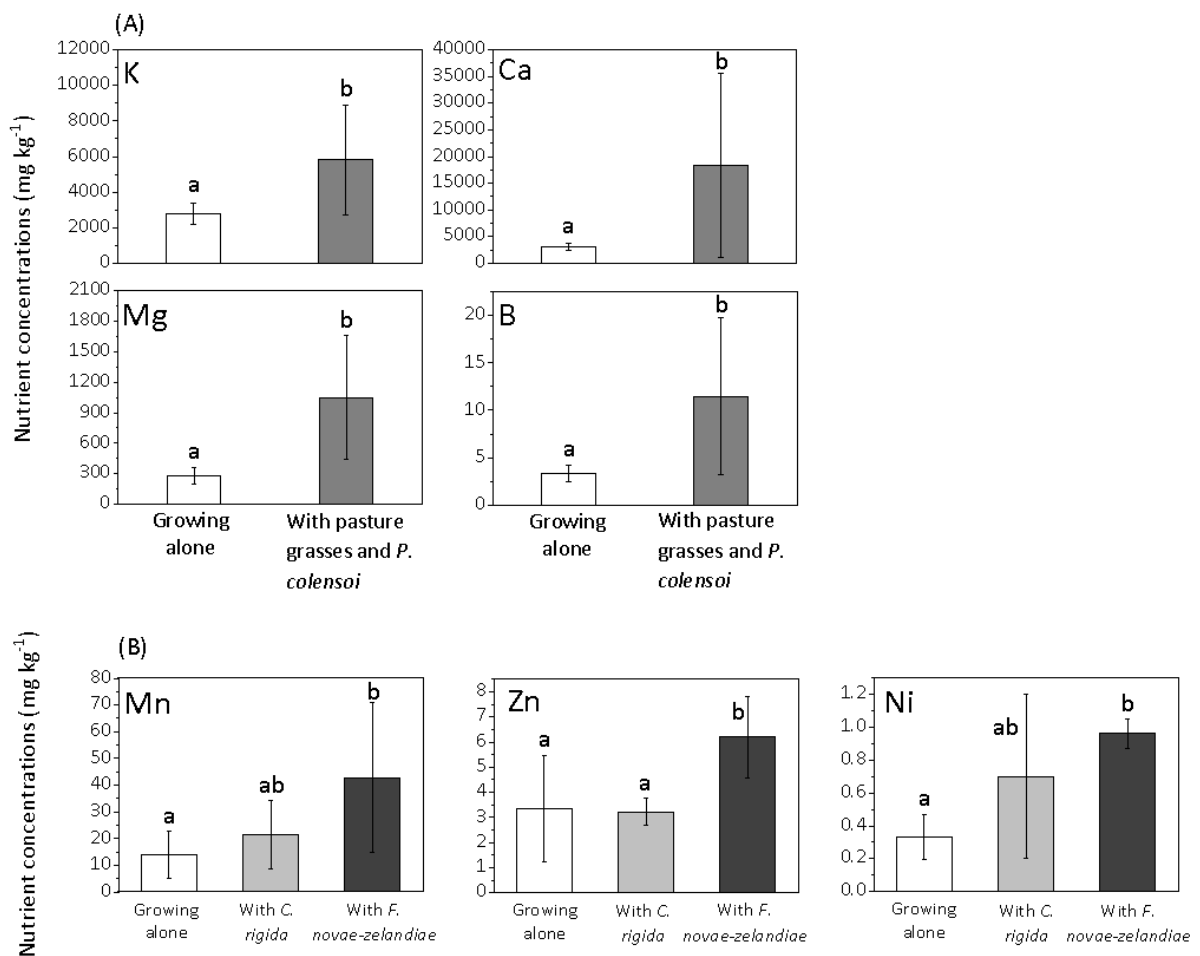 (A)
Nutrient concentrations (mg kg⁻¹)
K
12000
10000
8000
6000
4000
2000
0
a
b
Ca
40000
35000
30000
25000
20000
15000
10000
5000
0
a
b
Mg
2100
1800
1500
1200
900
600
300
0
a
b
Growing
alone
With pasture
grasses and P.
colensoi
B
20
15
10
5
0
a
b
Growing
alone
With pasture
grasses and P.
colensoi
(B)
Nutrient concentrations (mg kg⁻¹)
Mn
80
70
60
50
40
30
20
10
0
a
ab
b
Growing
alone
With C.
rigida
With F.
novae-zelandiae
Zn
8
7
6
5
4
3
2
1
0
a
a
b
Growing
alone
With C.
rigida
With F.
novae-zelandiae
Ni
1.2
1.0
0.8
0.6
0.4
0.2
0.0
a
ab
b
Growing
alone
With C.
rigida
With F.
novae-zelandiae